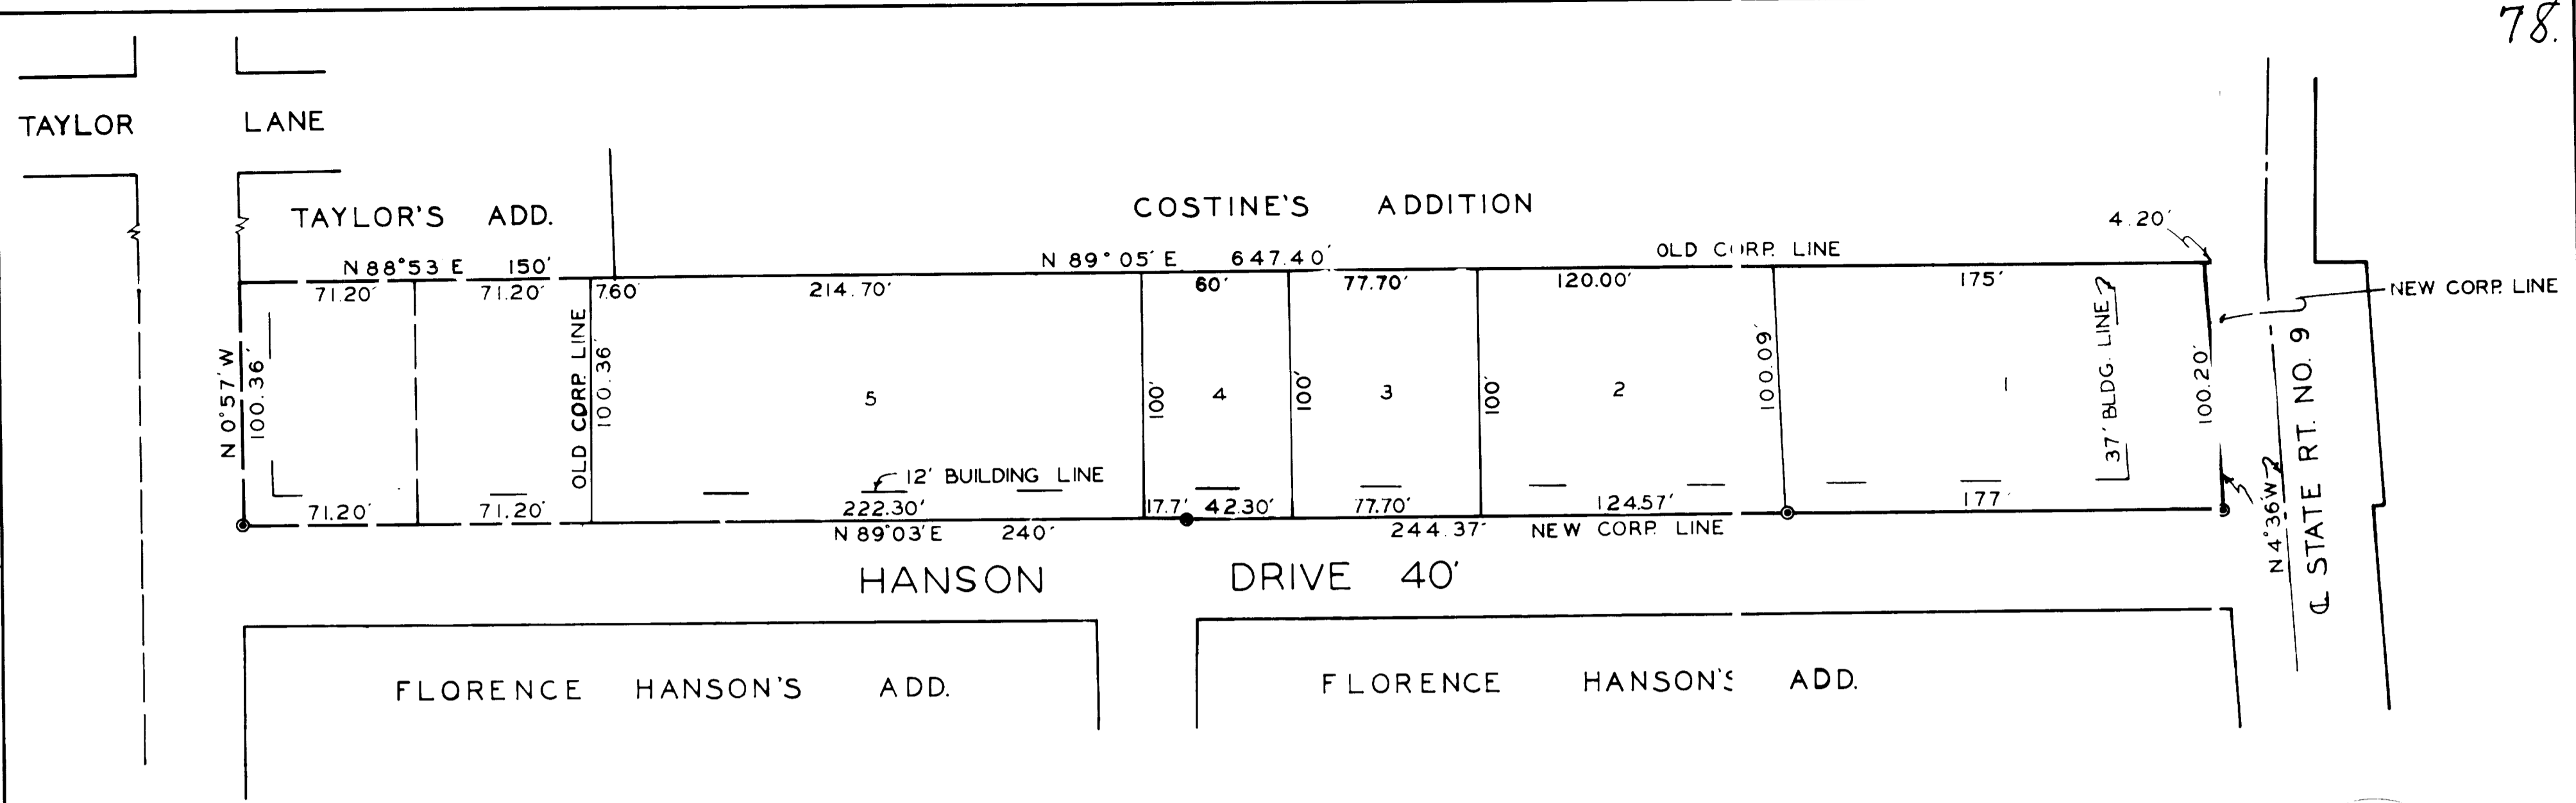 78.
TAYLOR LANE
TAYLOR'S ADD.
COSTINE'S ADDITION
4.20'
N 88°53 E 150'
N 89°05' E 647.40'
OLD CORP. LINE
71.20'
71.20'
7.60
214.70'
60'
77.70'
120.00'
175'
NEW CORP. LINE
N 0°57' W
100.36'
OLD CORP. LINE
100.36'
5
100'
4
100'
3
100'
2
100.09'
1
37' BLDG. LINE
100.20'
N 4°36' W
℄ STATE RT. NO. 9
12' BUILDING LINE
71.20'
71.20'
222.30'
17.7'
42.30'
77.70'
124.57'
177'
N 89°03' E 240'
244.37'
NEW CORP. LINE
HANSON DRIVE 40'
FLORENCE HANSON'S ADD.
FLORENCE HANSON'S ADD.